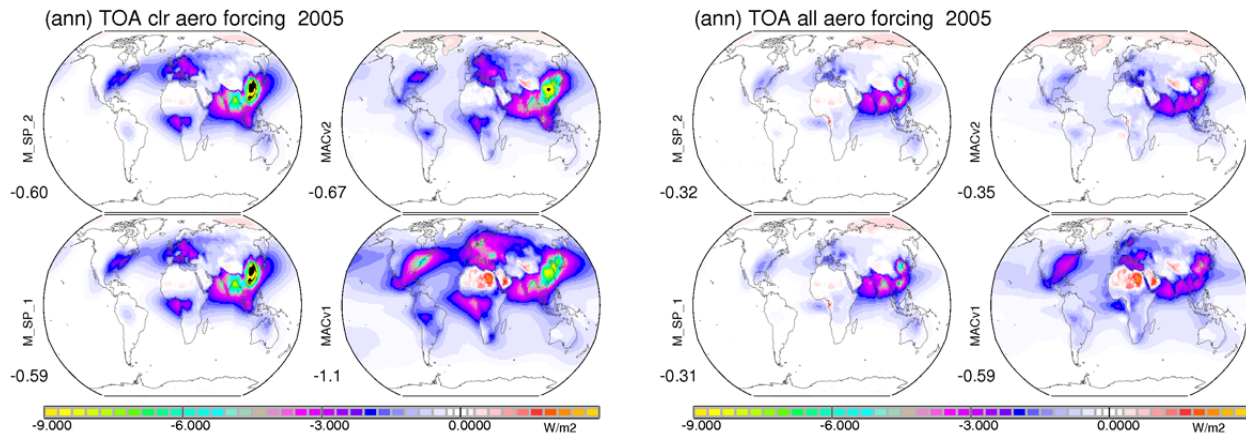 (ann) TOA clr aero forcing 2005
M_SP_2
-0.60
MACv2
-0.67
M_SP_1
-0.59
MACv1
-1.1
-9.000 -6.000 -3.000 0.0000 W/m2
(ann) TOA all aero forcing 2005
M_SP_2
-0.32
MACv2
-0.35
M_SP_1
-0.31
MACv1
-0.59
-9.000 -6.000 -3.000 0.0000 W/m2